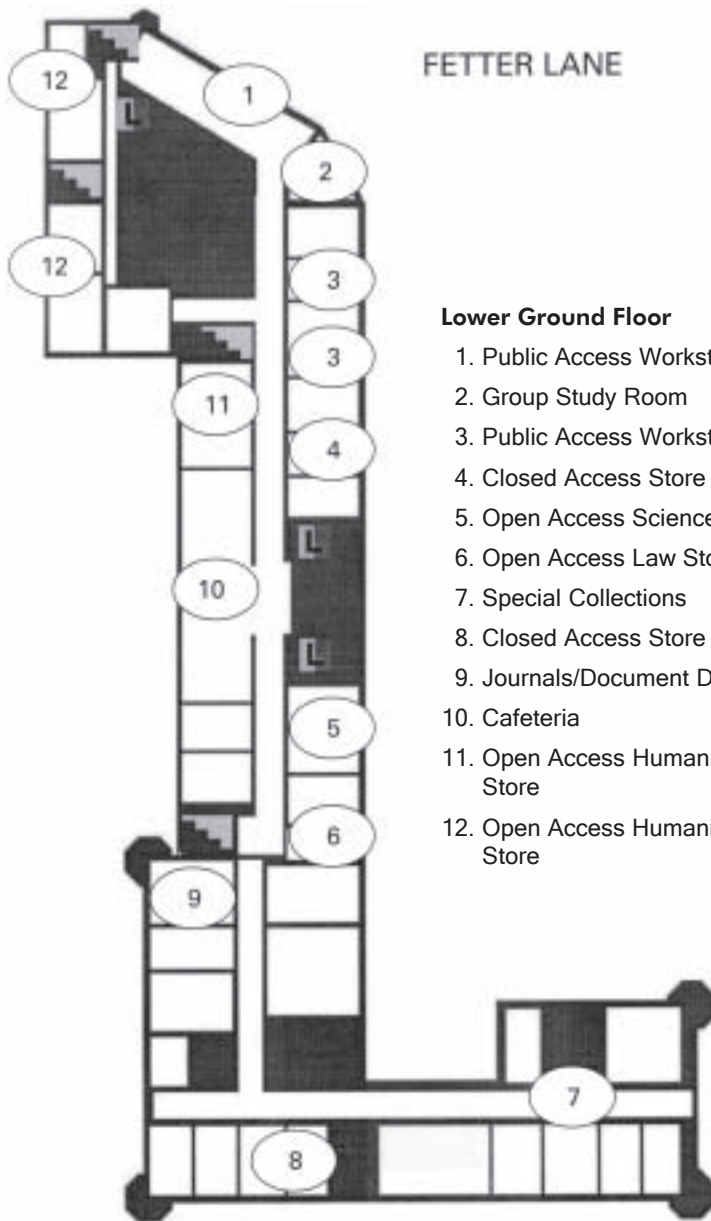 FETTER LANE
12
1
L
2
12
3
3
11
4
L
10
L
5
6
9
7
8
Lower Ground Floor
1. Public Access Workst
2. Group Study Room
3. Public Access Workst
4. Closed Access Store
5. Open Access Science
6. Open Access Law Sto
7. Special Collections
8. Closed Access Store
9. Journals/Document D
10. Cafeteria
11. Open Access Humani
Store
12. Open Access Humani
Store